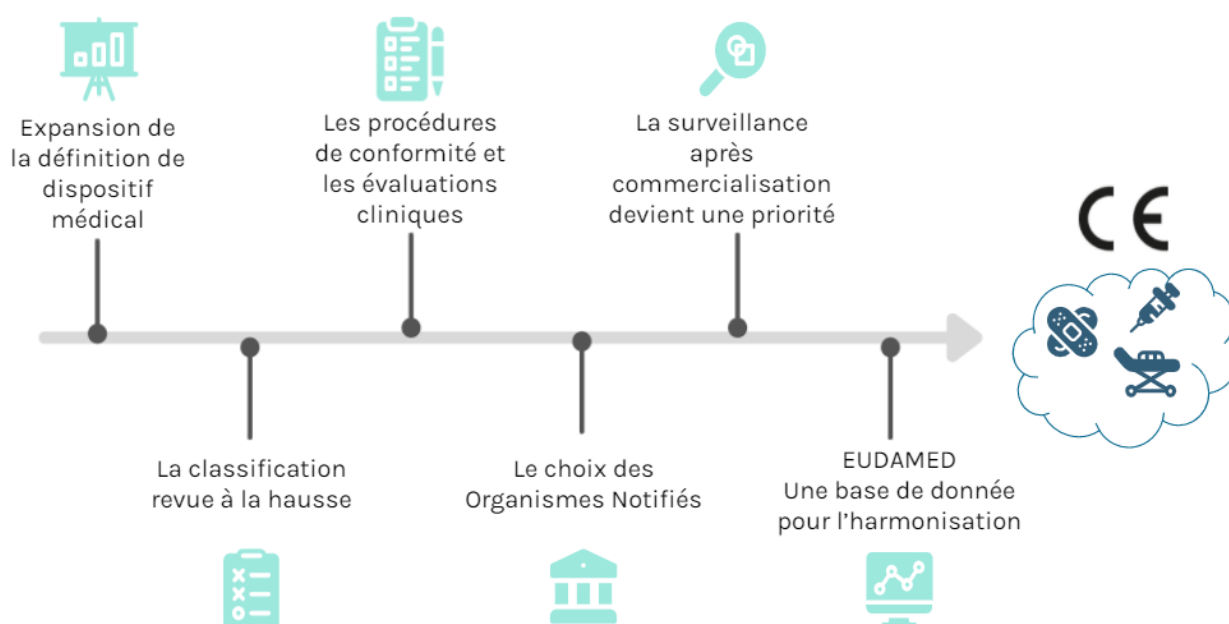 Expansion de
la définition de
dispositif
médical
Les procédures
de conformité et
les évaluations
cliniques
La surveillance
après
commercialisation
devient une priorité
CE
La classification
revue à la hausse
Le choix des
Organismes Notifiés
EUDAMED
Une base de donnée
pour l'harmonisation